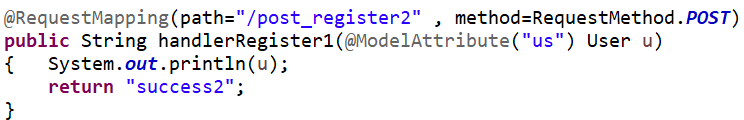 @RequestMapping(path="/post_register2" , method=RequestMethod.POST)
public String handlerRegister1(@ModelAttribute("us") User u)
{   System.out.println(u);
    return "success2";
}